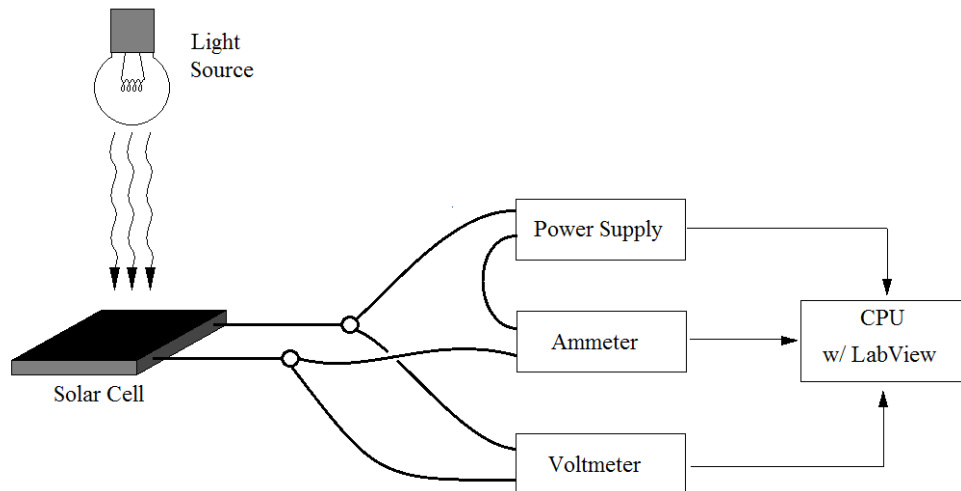 Light
Source
Power Supply
CPU
w/ LabView
Ammeter
Solar Cell
Voltmeter